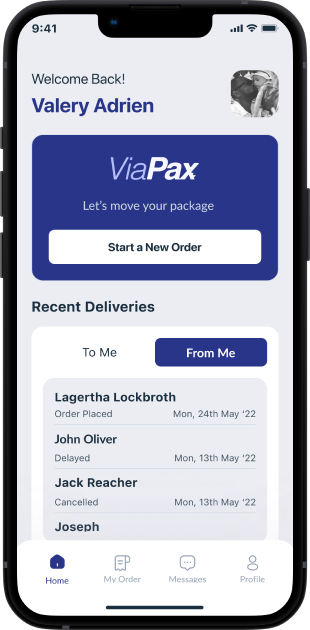 9:41
Welcome Back!
Valery Adrien
ViaPax
Let's move your package
Start a New Order
Recent Deliveries
To Me From Me
Lagertha Lockbroth
Order Placed Mon, 24th May '22
John Oliver
Delayed Mon, 13th May '22
Jack Reacher
Cancelled Mon, 13th May '22
Joseph
Home My Order Messages Profile